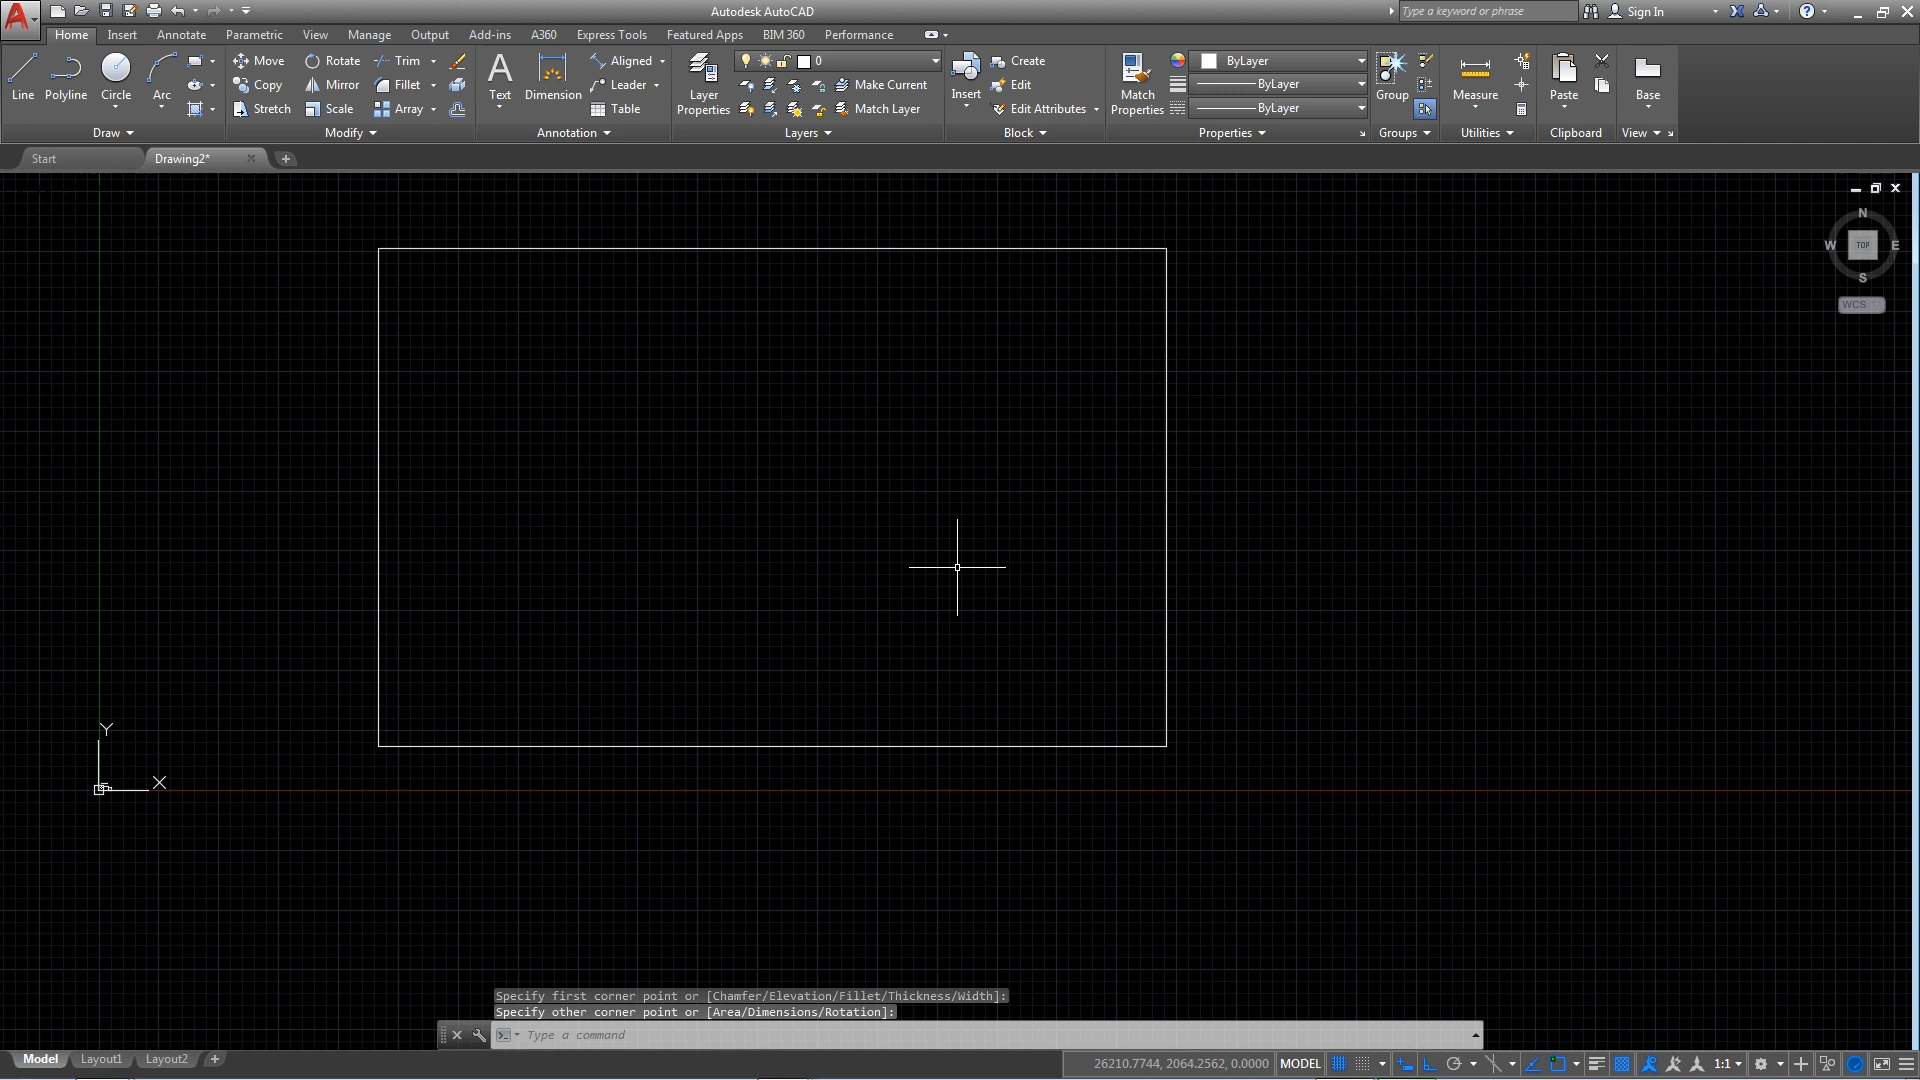 Autodesk AutoCAD
Type a keyword or phrase
Sign In
Home Insert Annotate Parametric View Manage Output Add-ins A360 Express Tools Featured Apps BIM 360 Performance
Line Polyline Circle Arc
Draw
Move Rotate Trim
Copy Mirror Fillet
Stretch Scale Array
Modify
Text Dimension
Aligned
Leader
Table
Annotation
Layer Properties
0
Make Current
Match Layer
Layers
Insert
Create
Edit
Edit Attributes
Block
Match Properties
ByLayer
ByLayer
ByLayer
Properties
Group
Groups
Measure
Utilities
Paste
Clipboard
Base
View
Start Drawing2*
N
W TOP E
S
WCS
Y
X
Specify first corner point or [Chamfer/Elevation/Fillet/Thickness/Width]:
Specify other corner point or [Area/Dimensions/Rotation]:
Type a command
Model Layout1 Layout2
26210.7744, 2064.2562, 0.0000 MODEL 1:1